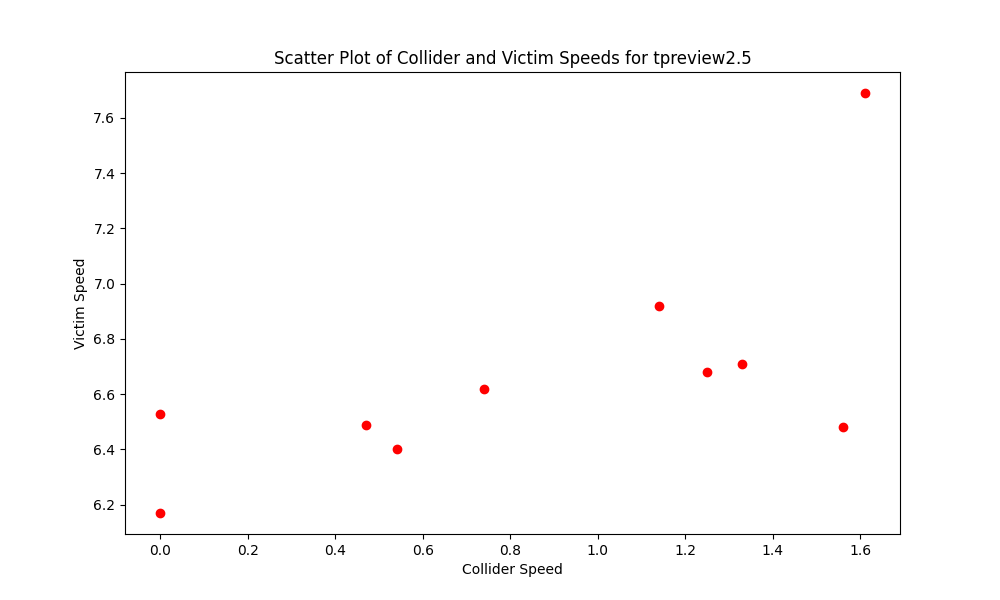 Scatter Plot of Collider and Victim Speeds for tpreview2.5
7.6
7.4
7.2
7.0
6.8
6.6
6.4
6.2
Victim Speed
0.0 0.2 0.4 0.6 0.8 1.0 1.2 1.4 1.6
Collider Speed